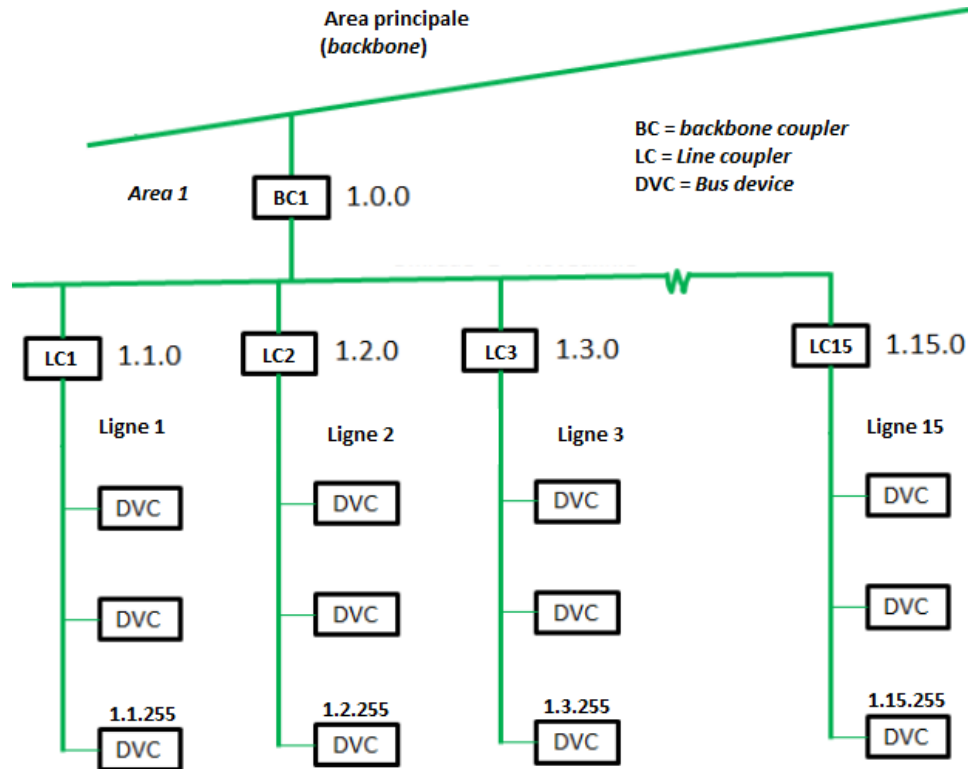 Area principale
(backbone)
BC = backbone coupler
LC = Line coupler
DVC = Bus device
Area 1
BC1
1.0.0
LC1
1.1.0
LC2
1.2.0
LC3
1.3.0
LC15
1.15.0
Ligne 1
Ligne 2
Ligne 3
Ligne 15
DVC
DVC
DVC
DVC
DVC
DVC
DVC
DVC
1.1.255
1.2.255
1.3.255
1.15.255
DVC
DVC
DVC
DVC